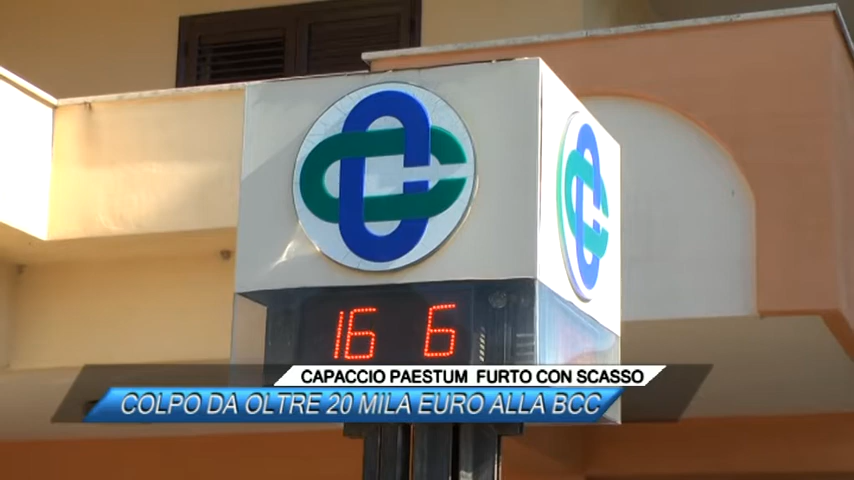 16 6
CAPACCIO PAESTUM FURTO CON SCASSO
COLPO DA OLTRE 20 MILA EURO ALLA BCC